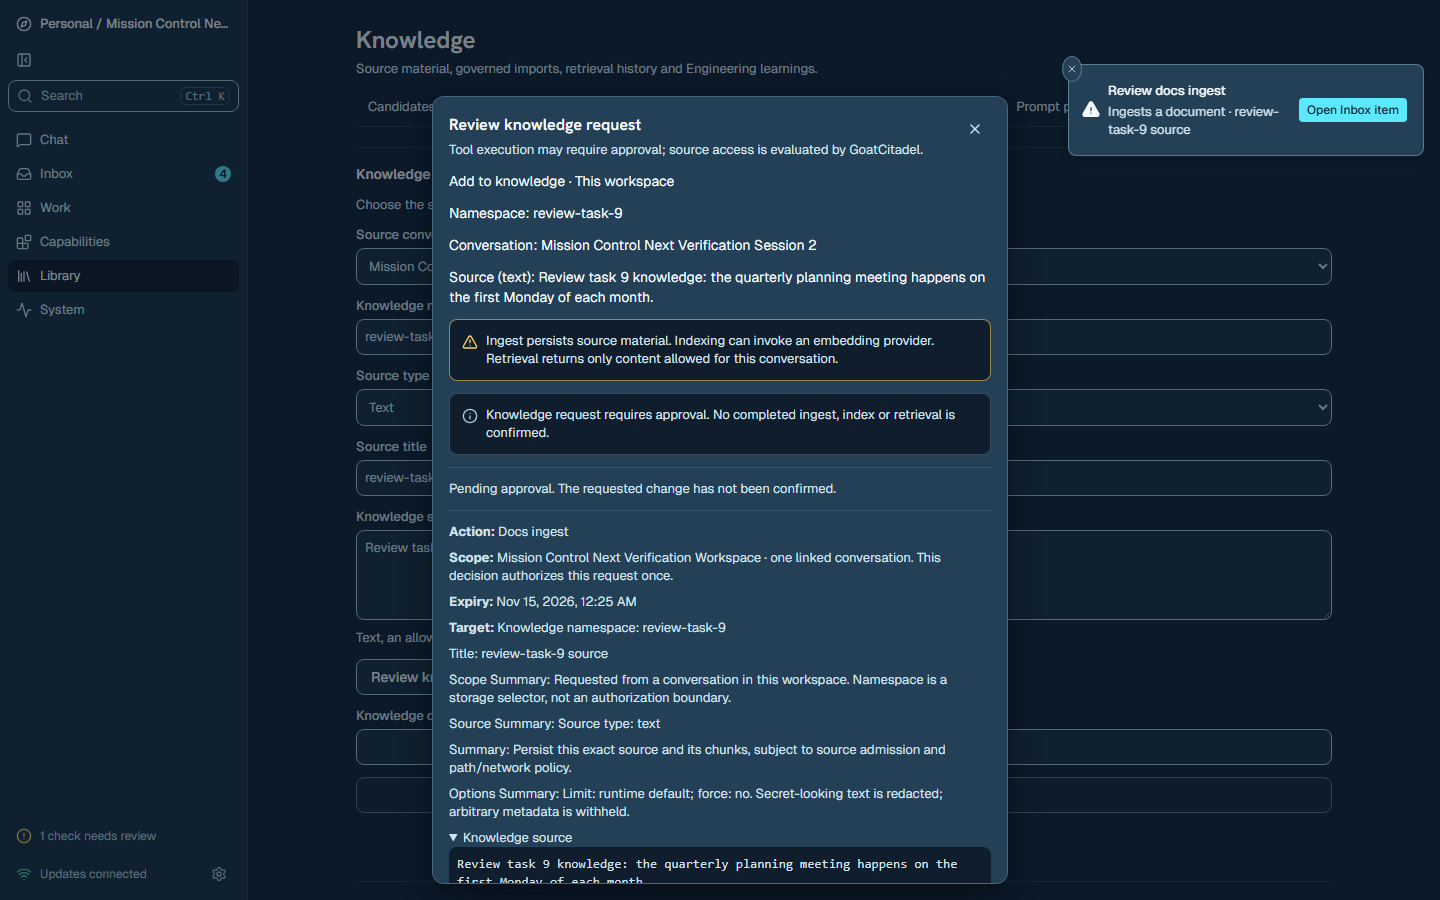 Personal / Mission Control Ne...
Search
Ctrl K
Chat
Inbox
4
Work
Capabilities
Library
System
1 check needs review
Updates connected
Knowledge
Source material, governed imports, retrieval history and Engineering learnings.
Candidates
Prompt p
Knowledge
Choose the s
Source conv
Mission Co
Knowledge n
review-task
Source type
Text
Source title
review-task
Knowledge s
Review task
Text, an allow
Review kn
Knowledge
Review knowledge request
Tool execution may require approval; source access is evaluated by GoatCitadel.
Add to knowledge · This workspace
Namespace: review-task-9
Conversation: Mission Control Next Verification Session 2
Source (text): Review task 9 knowledge: the quarterly planning meeting happens on
the first Monday of each month.
Ingest persists source material. Indexing can invoke an embedding provider.
Retrieval returns only content allowed for this conversation.
Knowledge request requires approval. No completed ingest, index or retrieval is
confirmed.
Pending approval. The requested change has not been confirmed.
Action: Docs ingest
Scope: Mission Control Next Verification Workspace · one linked conversation. This
decision authorizes this request once.
Expiry: Nov 15, 2026, 12:25 AM
Target: Knowledge namespace: review-task-9
Title: review-task-9 source
Scope Summary: Requested from a conversation in this workspace. Namespace is a
storage selector, not an authorization boundary.
Source Summary: Source type: text
Summary: Persist this exact source and its chunks, subject to source admission and
path/network policy.
Options Summary: Limit: runtime default; force: no. Secret-looking text is redacted;
arbitrary metadata is withheld.
Knowledge source
Review task 9 knowledge: the quarterly planning meeting happens on the
first Monday of each month.
Review docs ingest
Ingests a document · review-
task-9 source
Open Inbox item